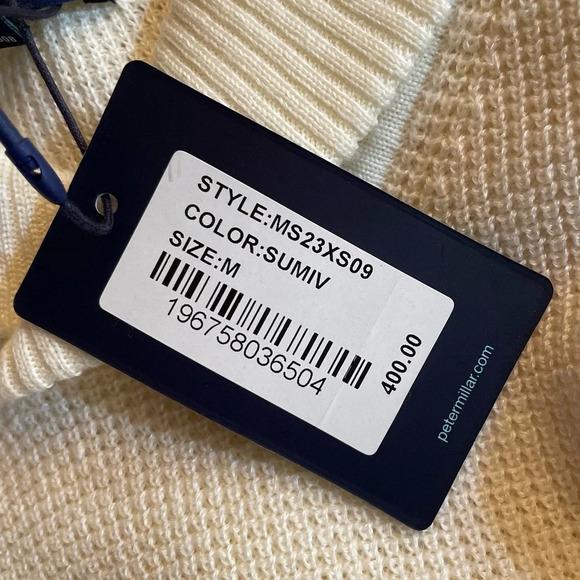 STYLE:MS23XS09
COLOR:SUMIV
SIZE:M
196758036504
400.00
petermillar.com